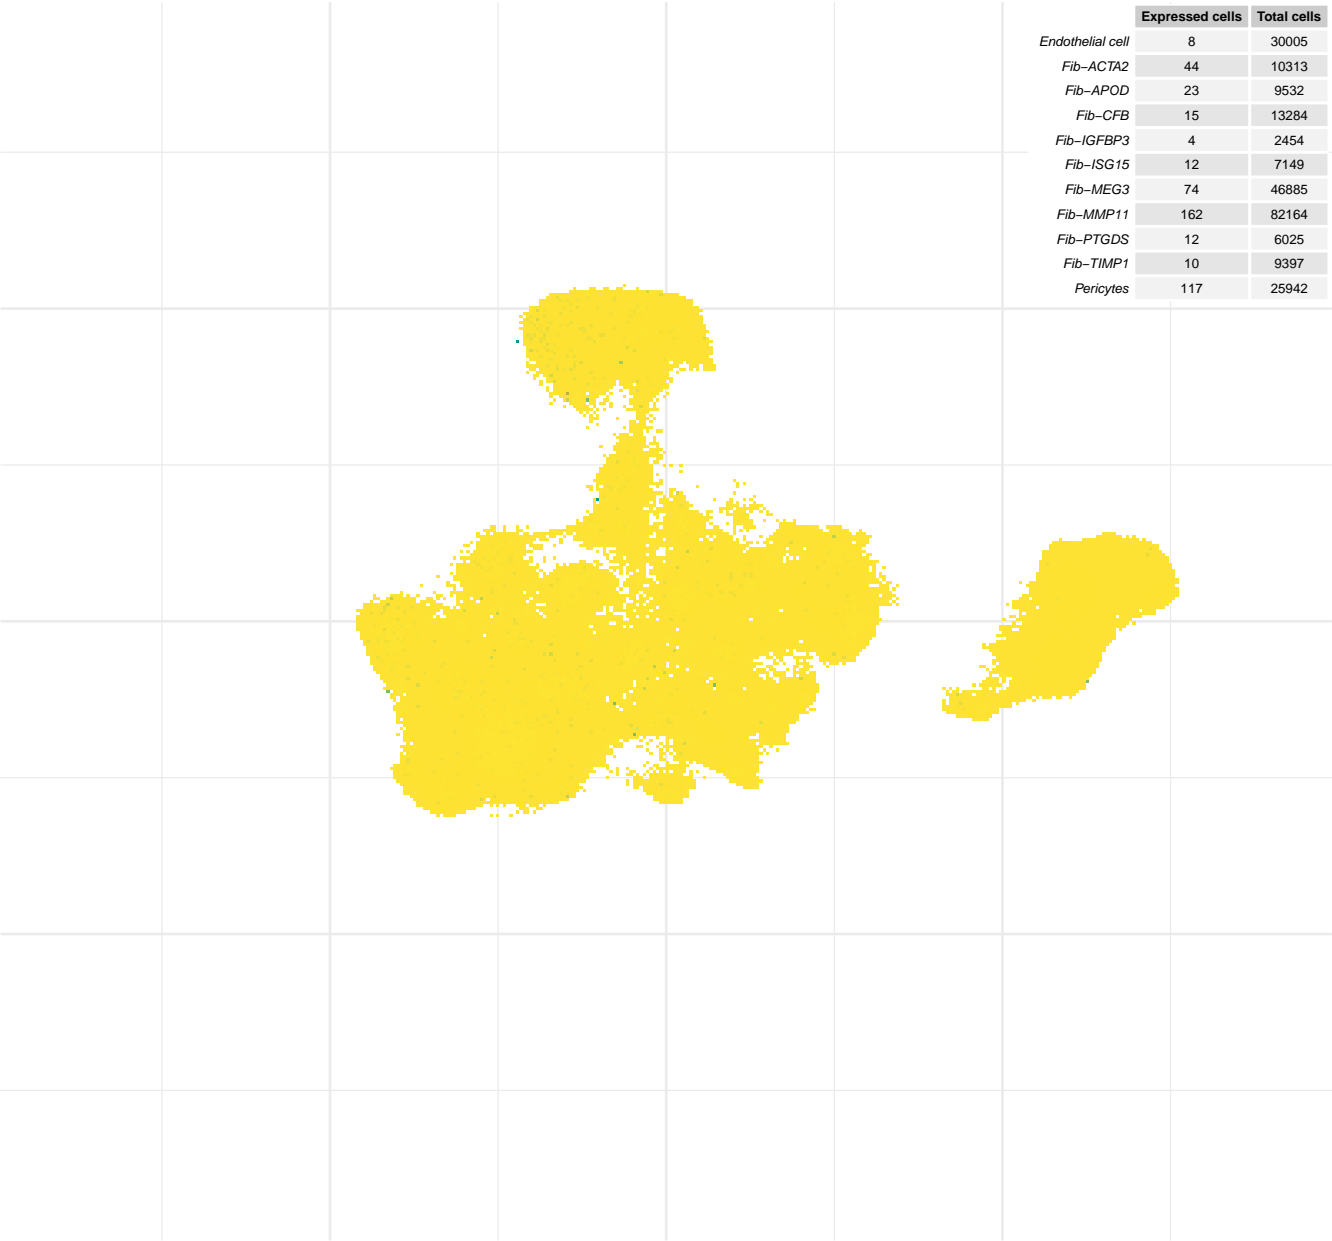 Expressed cells Total cells
Endothelial cell 8 30005
Fib−ACTA2 44 10313
Fib−APOD 23 9532
Fib−CFB 15 13284
Fib−IGFBP3 4 2454
Fib−ISG15 12 7149
Fib−MEG3 74 46885
Fib−MMP11 162 82164
Fib−PTGDS 12 6025
Fib−TIMP1 10 9397
Pericytes 117 25942